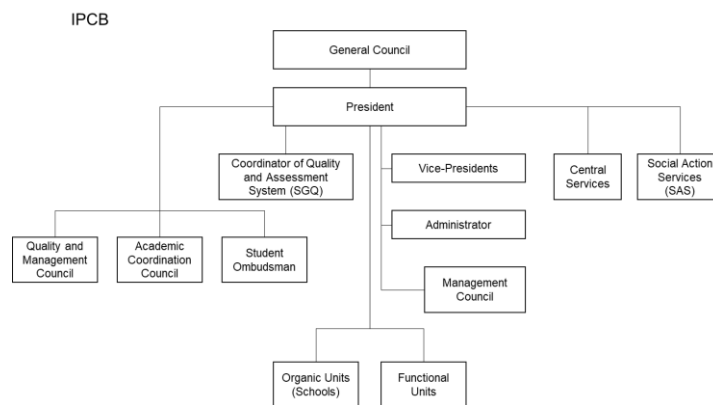 IPCB
General Council
President
Coordinator of Quality
and Assessment
System (SGQ)
Vice-Presidents
Central
Services
Social Action
Services
(SAS)
Administrator
Quality and
Management
Council
Academic
Coordination
Council
Student
Ombudsman
Management
Council
Organic Units
(Schools)
Functional
Units